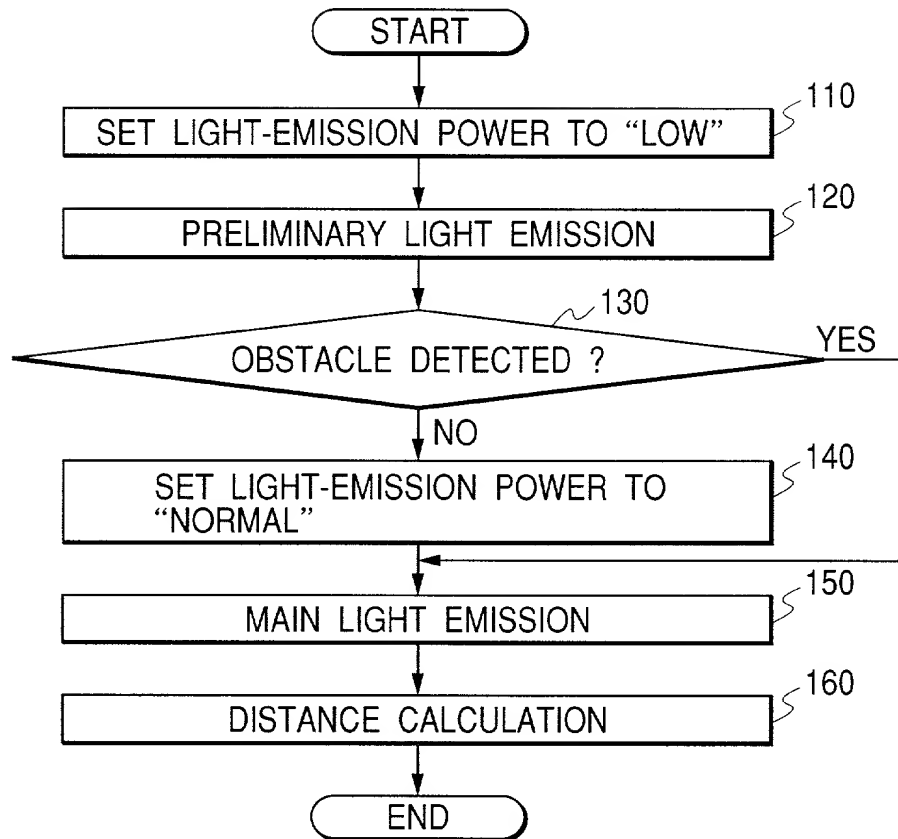 START
110
SET LIGHT-EMISSION POWER TO “LOW”
120
PRELIMINARY LIGHT EMISSION
130
OBSTACLE DETECTED ?
YES
NO
140
SET LIGHT-EMISSION POWER TO
“NORMAL”
150
MAIN LIGHT EMISSION
160
DISTANCE CALCULATION
END